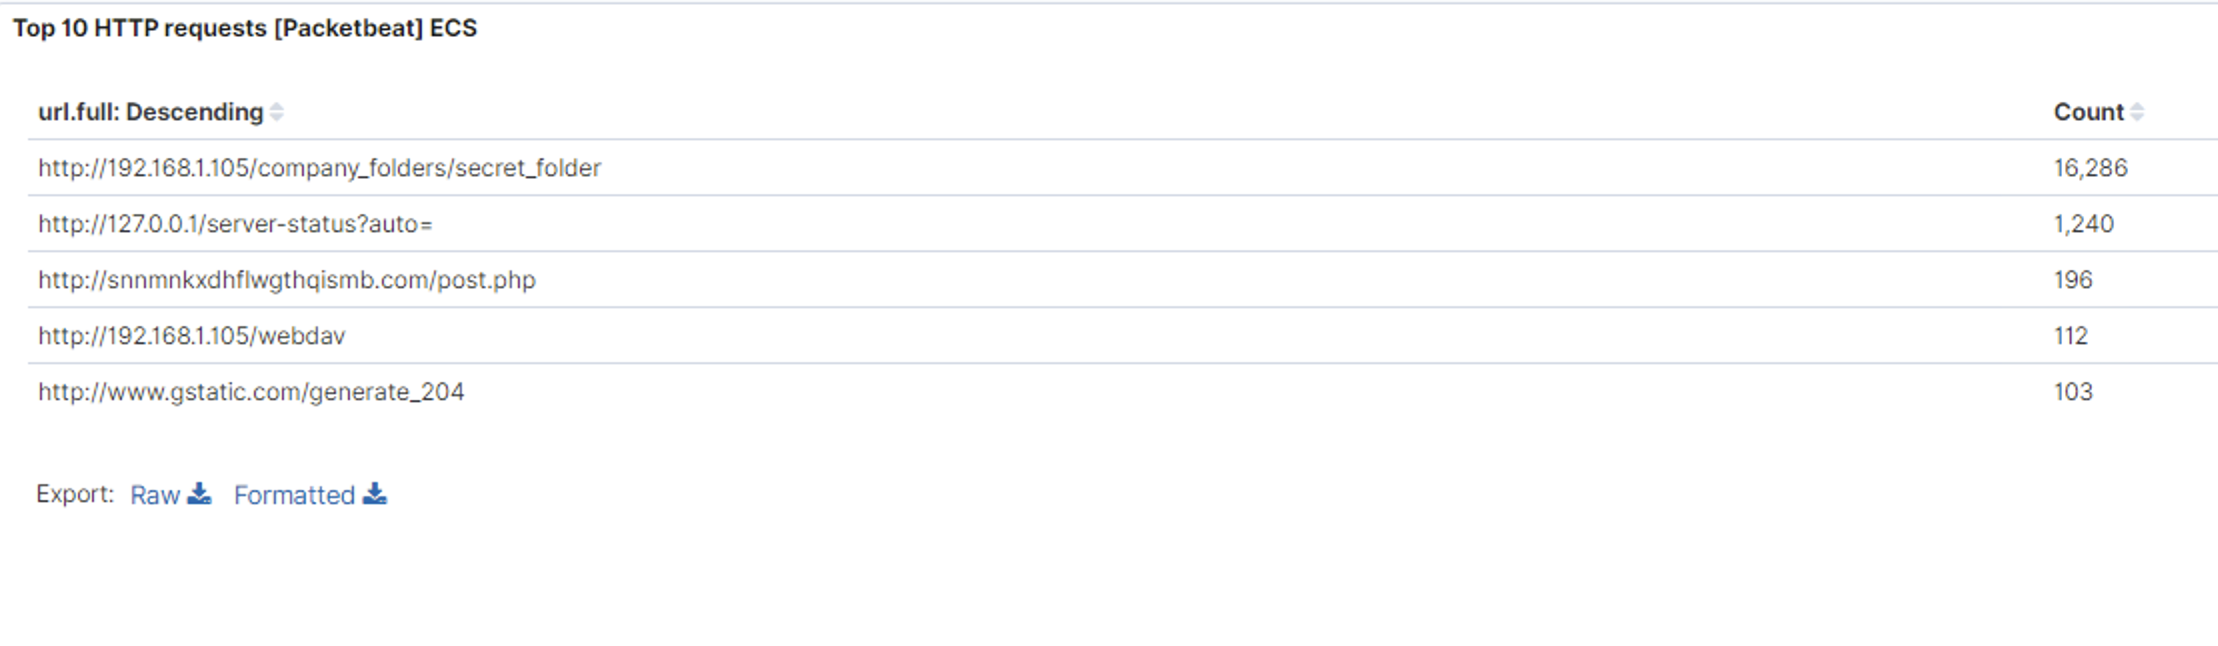 Top 10 HTTP requests [Packetbeat] ECS
url.full: Descending Count
http://192.168.1.105/company_folders/secret_folder 16,286
http://127.0.0.1/server-status?auto= 1,240
http://snnmnkxdhflwgthqismb.com/post.php 196
http://192.168.1.105/webdav 112
http://www.gstatic.com/generate_204 103
Export: Raw Formatted